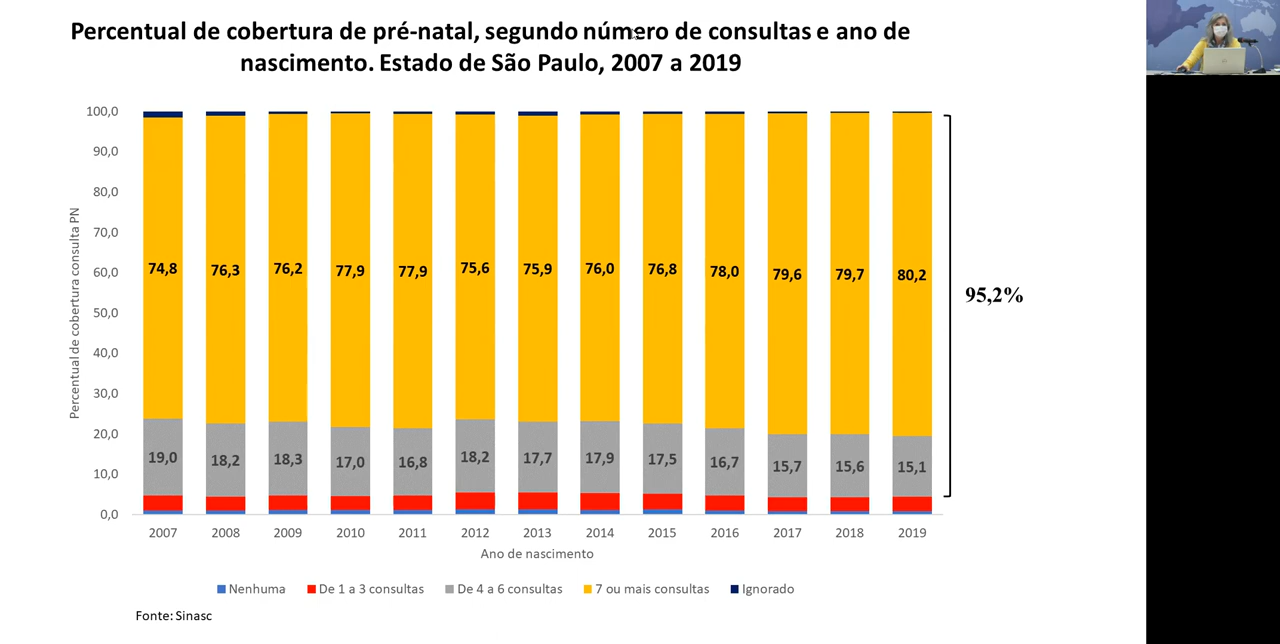 Percentual de cobertura de pré-natal, segundo número de consultas e ano de
nascimento. Estado de São Paulo, 2007 a 2019
Percentual de cobertura consulta PN
100,0
90,0
80,0
70,0
60,0
50,0
40,0
30,0
20,0
10,0
0,0
74,8 76,3 76,2 77,9 77,9 75,6 75,9 76,0 76,8 78,0 79,6 79,7 80,2
95,2%
19,0 18,2 18,3 17,0 16,8 18,2 17,7 17,9 17,5 16,7 15,7 15,6 15,1
2007 2008 2009 2010 2011 2012 2013 2014 2015 2016 2017 2018 2019
Ano de nascimento
Nenhuma De 1 a 3 consultas De 4 a 6 consultas 7 ou mais consultas Ignorado
Fonte: Sinasc